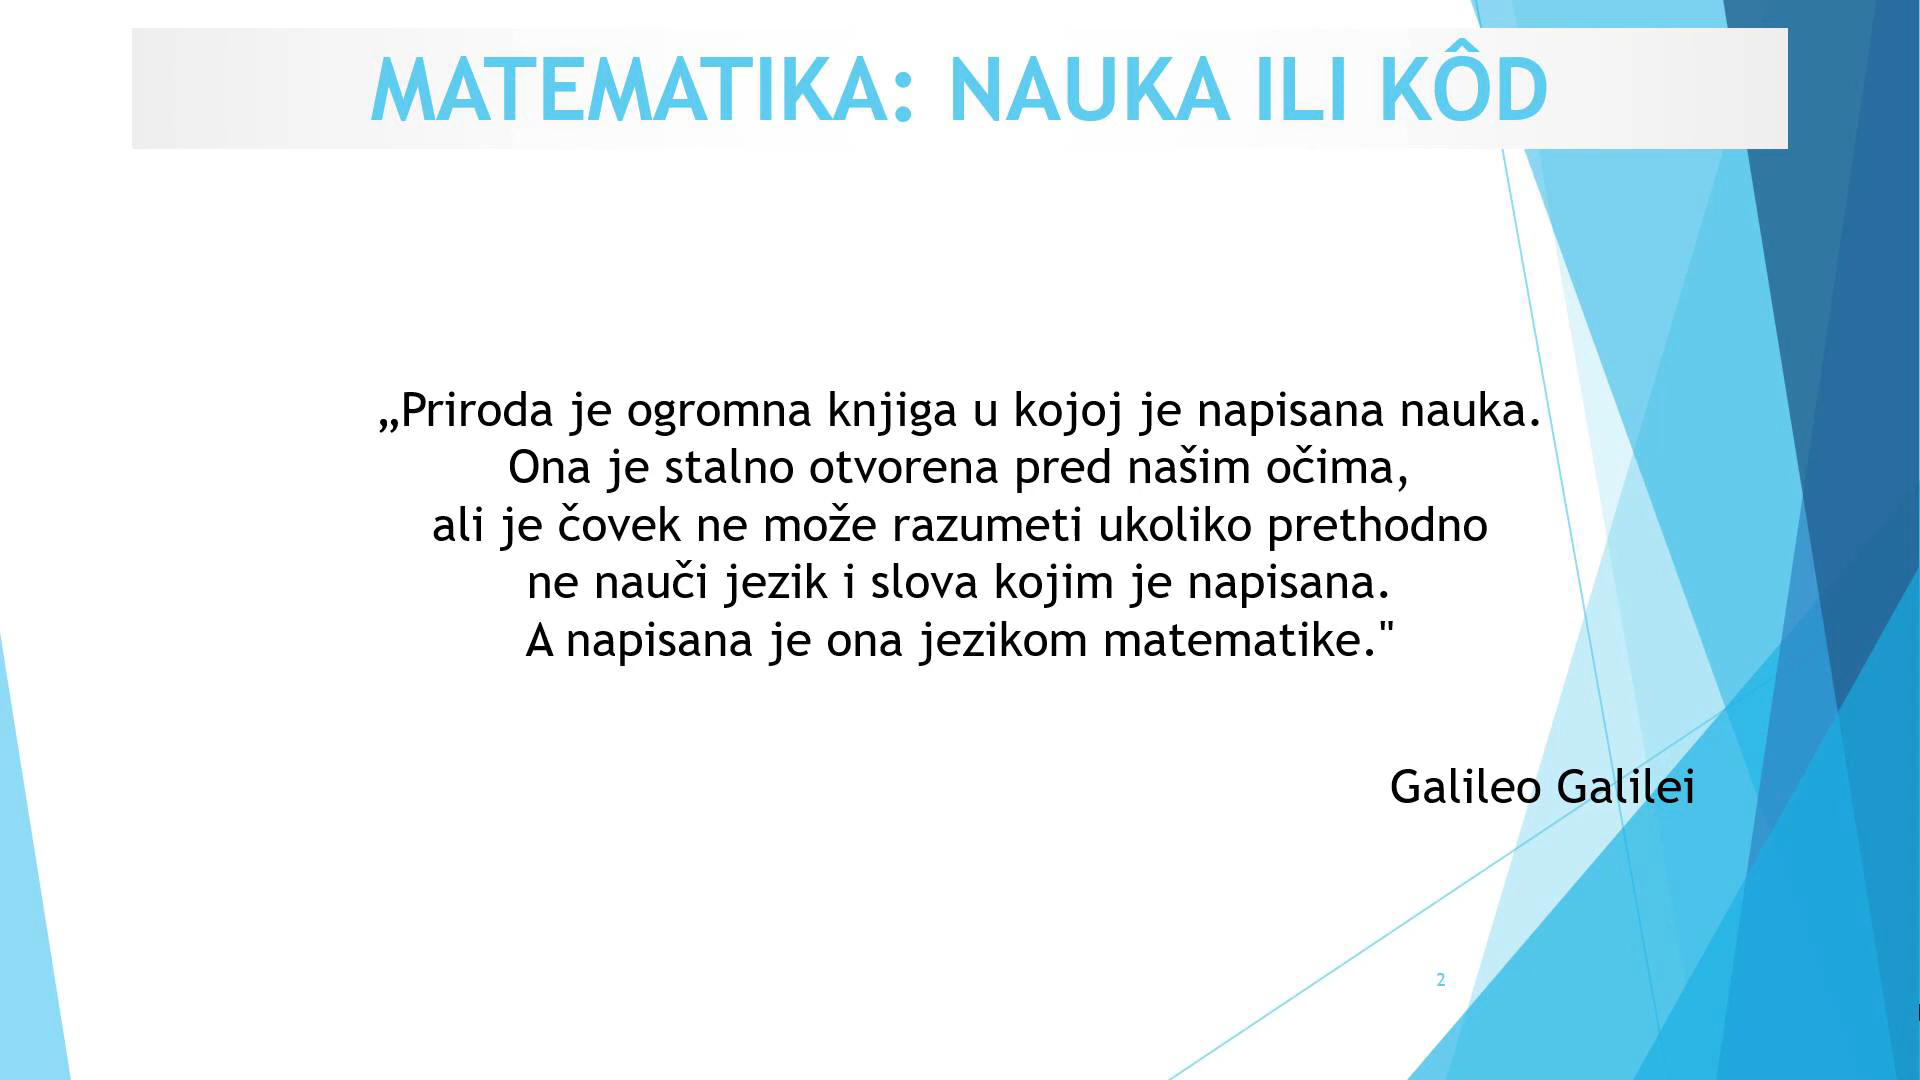 MATEMATIKA: NAUKA ILI KÔD
„Priroda je ogromna knjiga u kojoj je napisana nauka.
Ona je stalno otvorena pred našim očima,
ali je čovek ne može razumeti ukoliko prethodno
ne nauči jezik i slova kojim je napisana.
A napisana je ona jezikom matematike."
Galileo Galilei
2